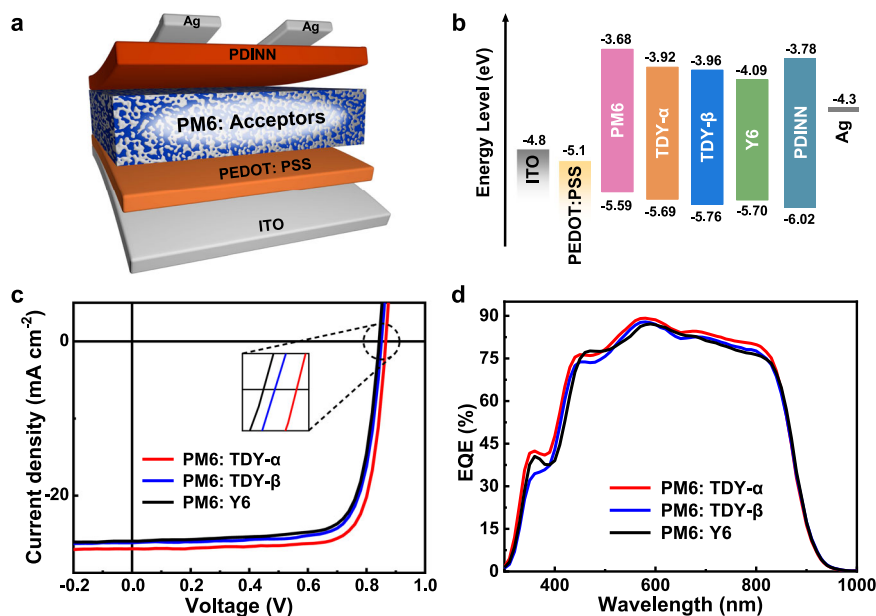 a
Ag
Ag
PDINN
PM6: Acceptors
PEDOT: PSS
ITO
b
Energy Level (eV)
-4.8
ITO
-5.1
PEDOT:PSS
-3.68
PM6
-5.59
-3.92
TDY-α
-5.69
-3.96
TDY-β
-5.76
-4.09
Y6
-5.70
-3.78
PDINN
-6.02
-4.3
Ag
c
Current density (mA cm⁻²)
0
-20
PM6: TDY-α
PM6: TDY-β
PM6: Y6
-0.2 0.0 0.2 0.4 0.6 0.8 1.0
Voltage (V)
d
EQE (%)
90
75
60
45
30
15
0
PM6: TDY-α
PM6: TDY-β
PM6: Y6
400 600 800 1000
Wavelength (nm)